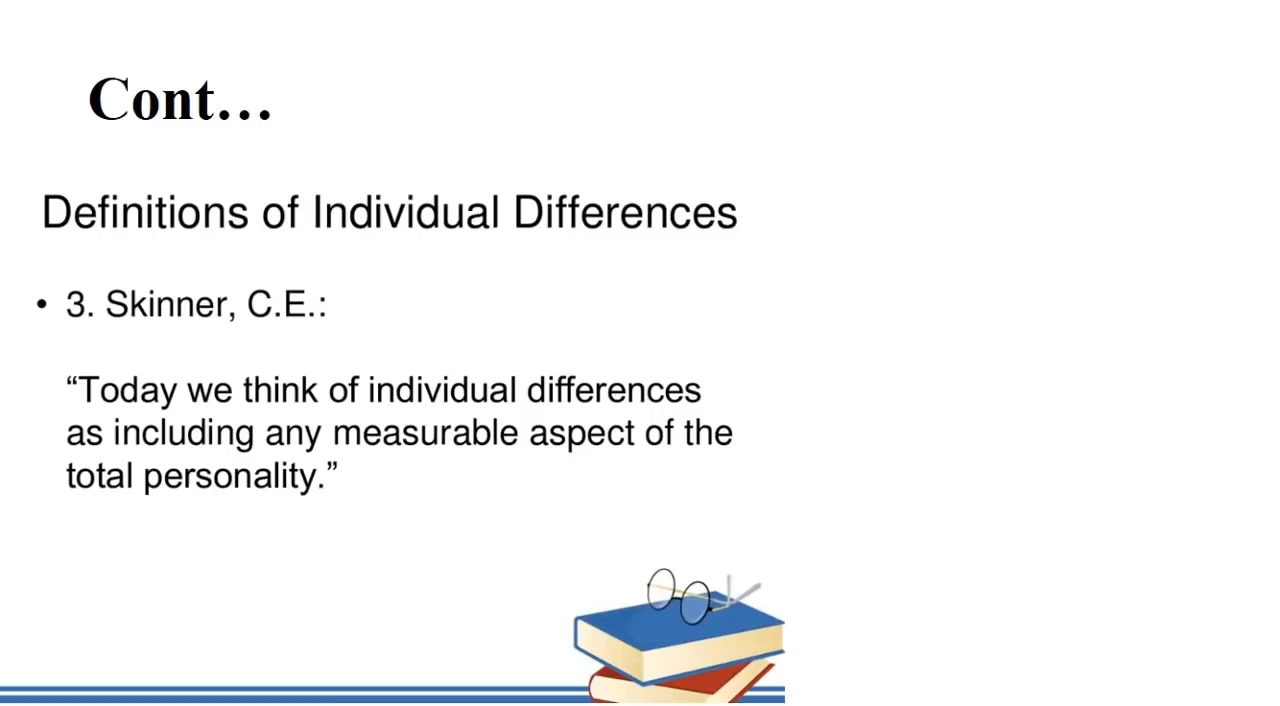 Cont…
Definitions of Individual Differences
• 3. Skinner, C.E.:
“Today we think of individual differences
as including any measurable aspect of the
total personality.”